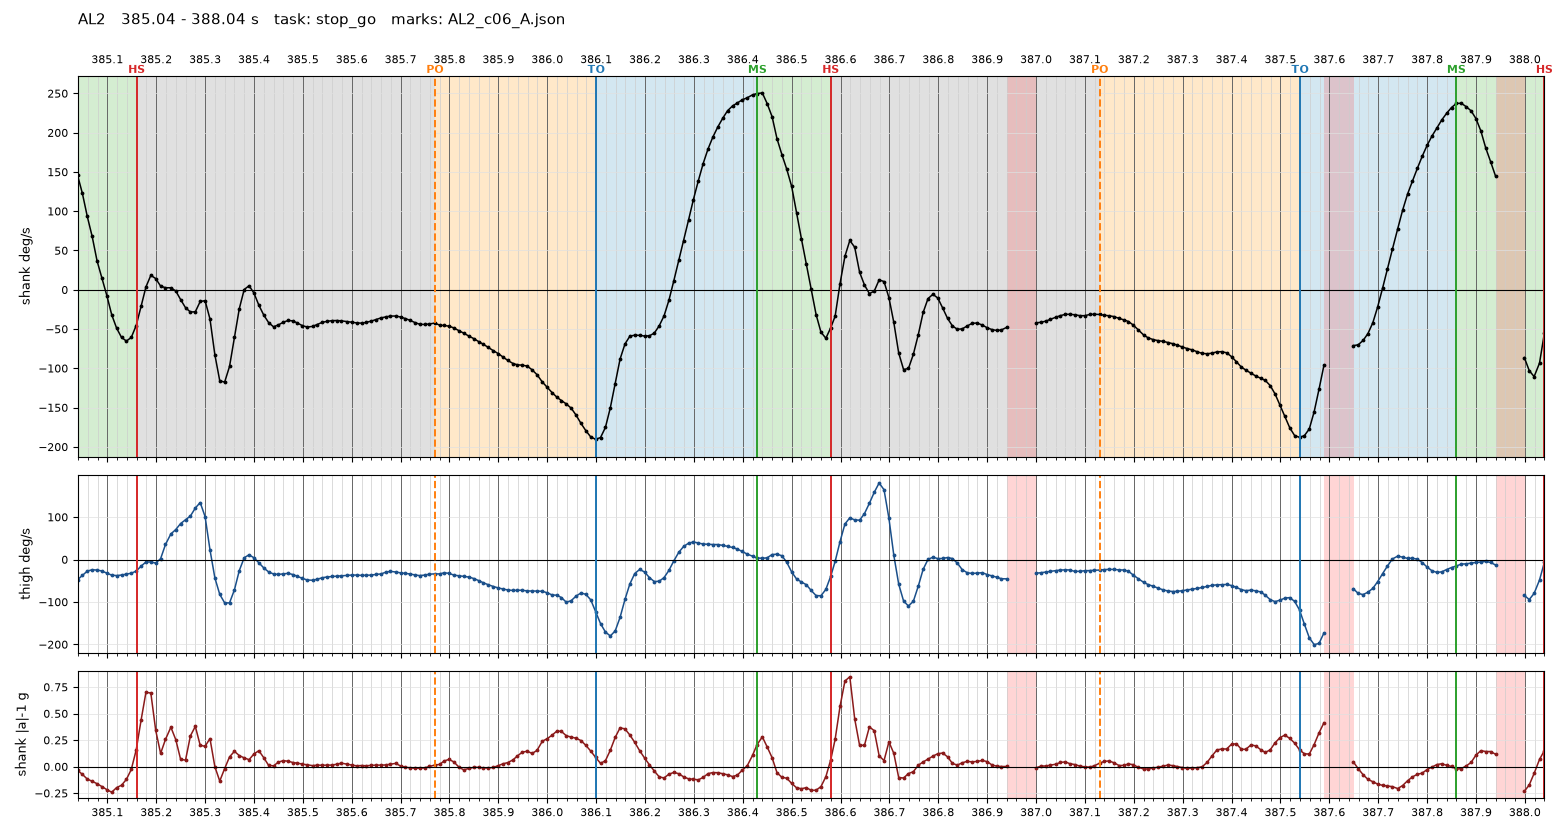 AL2 385.04 - 388.04 s task: stop_go marks: AL2_c06_A.json
385.1 385.2 385.3 385.4 385.5 385.6 385.7 385.8 385.9 386.0 386.1 386.2 386.3 386.4 386.5 386.6 386.7 386.8 386.9 387.0 387.1 387.2 387.3 387.4 387.5 387.6 387.7 387.8 387.9 388.0
HS PO TO MS HS PO TO MS HS
250
200
150
100
50
0
−50
−100
−150
−200
shank deg/s
100
0
−100
−200
thigh deg/s
0.75
0.50
0.25
0.00
−0.25
shank |a|-1 g
385.1 385.2 385.3 385.4 385.5 385.6 385.7 385.8 385.9 386.0 386.1 386.2 386.3 386.4 386.5 386.6 386.7 386.8 386.9 387.0 387.1 387.2 387.3 387.4 387.5 387.6 387.7 387.8 387.9 388.0